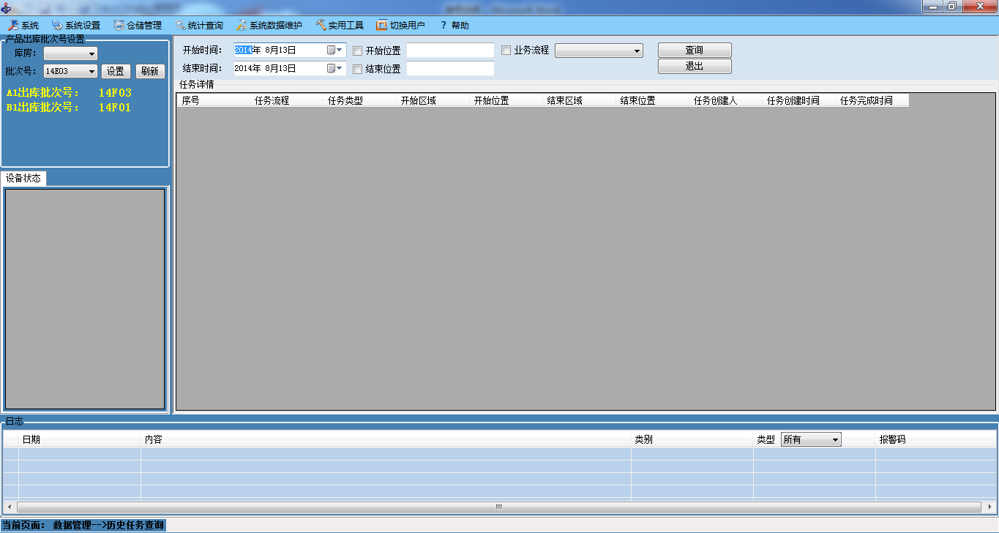 系统 系统设置 仓储管理 统计查询 系统数据维护 实用工具 切换用户 ? 帮助
产品出库批次号设置
库房：
批次号： 14E03 设置 刷新
A1出库批次号： 14F03
B1出库批次号： 14F01
设备状态
开始时间： 2014年 8月13日 开始位置 业务流程 查询
结束时间： 2014年 8月13日 结束位置 退出
任务详情
序号 任务流程 任务类型 开始区域 开始位置 结束区域 结束位置 任务创建人 任务创建时间 任务完成时间
日志
日期 内容 类别 类型 所有 报警码
当前页面： 数据管理-->历史任务查询